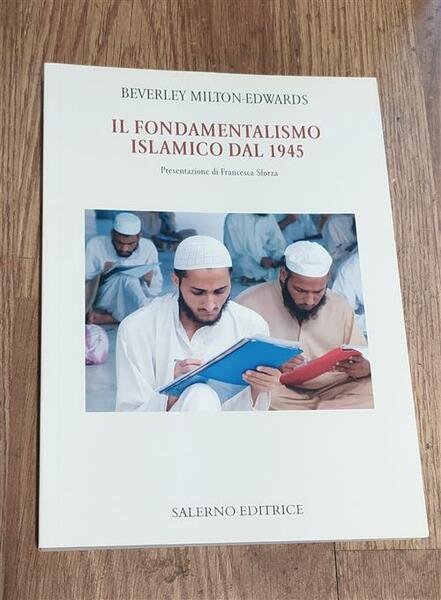 BEVERLEY MILTON-EDWARDS
IL FONDAMENTALISMO
ISLAMICO DAL 1945
Presentazione di Francesca Sforza
SALERNO EDITRICE